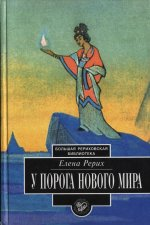 БОЛЬШАЯ РЕРИХОВСКАЯ
БИБЛИОТЕКА
Елена Рерих
У ПОРОГА НОВОГО МИРА